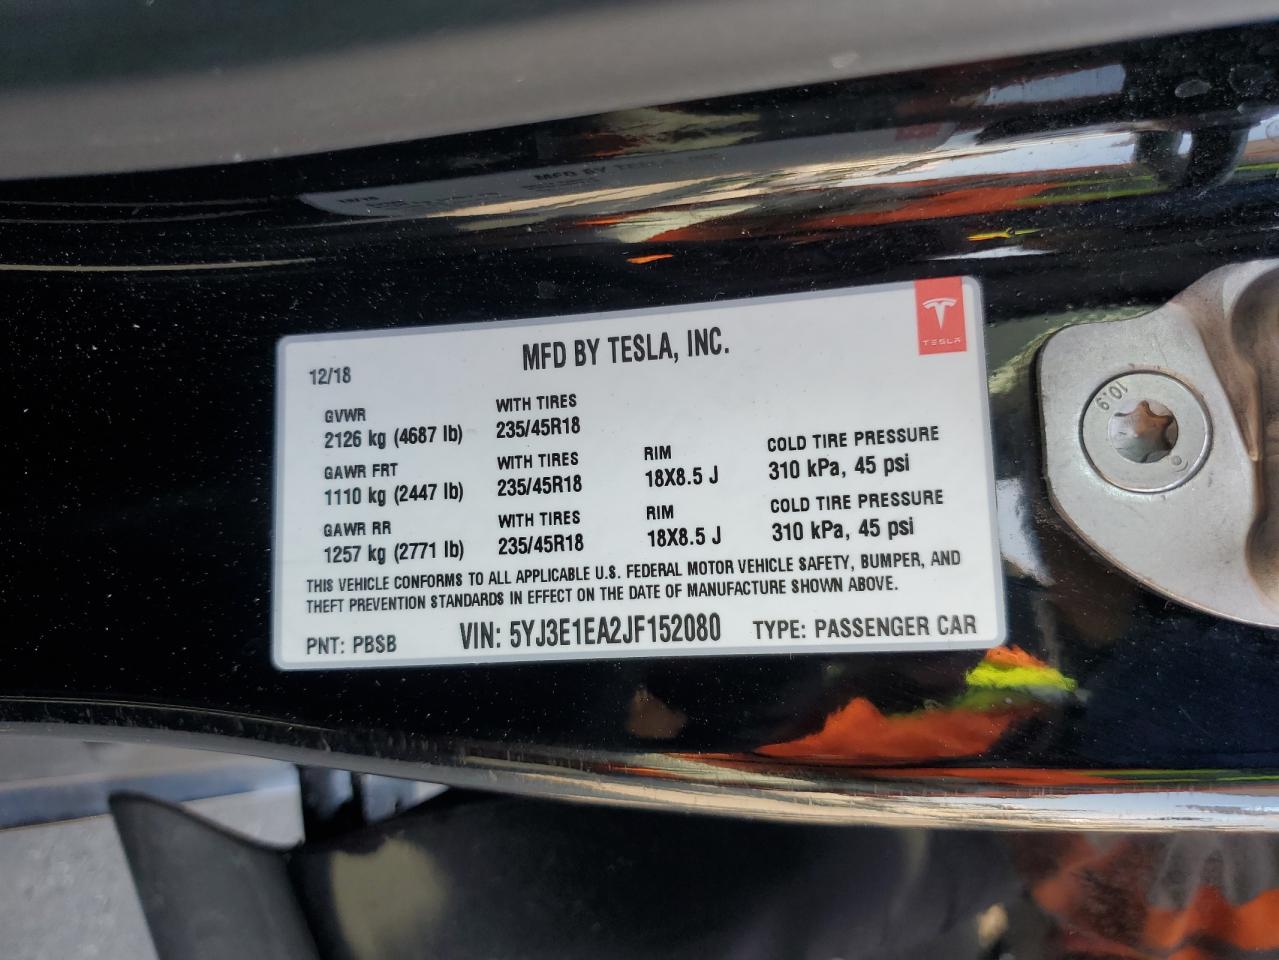 TESLA
MFD BY TESLA, INC.
12/18
GVWR
2126 kg (4687 lb)
WITH TIRES
235/45R18
GAWR FRT
1110 kg (2447 lb)
WITH TIRES
235/45R18
RIM
18X8.5 J
COLD TIRE PRESSURE
310 kPa, 45 psi
GAWR RR
1257 kg (2771 lb)
WITH TIRES
235/45R18
RIM
18X8.5 J
COLD TIRE PRESSURE
310 kPa, 45 psi
THIS VEHICLE CONFORMS TO ALL APPLICABLE U.S. FEDERAL MOTOR VEHICLE SAFETY, BUMPER, AND
THEFT PREVENTION STANDARDS IN EFFECT ON THE DATE OF MANUFACTURE SHOWN ABOVE.
PNT: PBSB VIN: 5YJ3E1EA2JF152080 TYPE: PASSENGER CAR
10.9